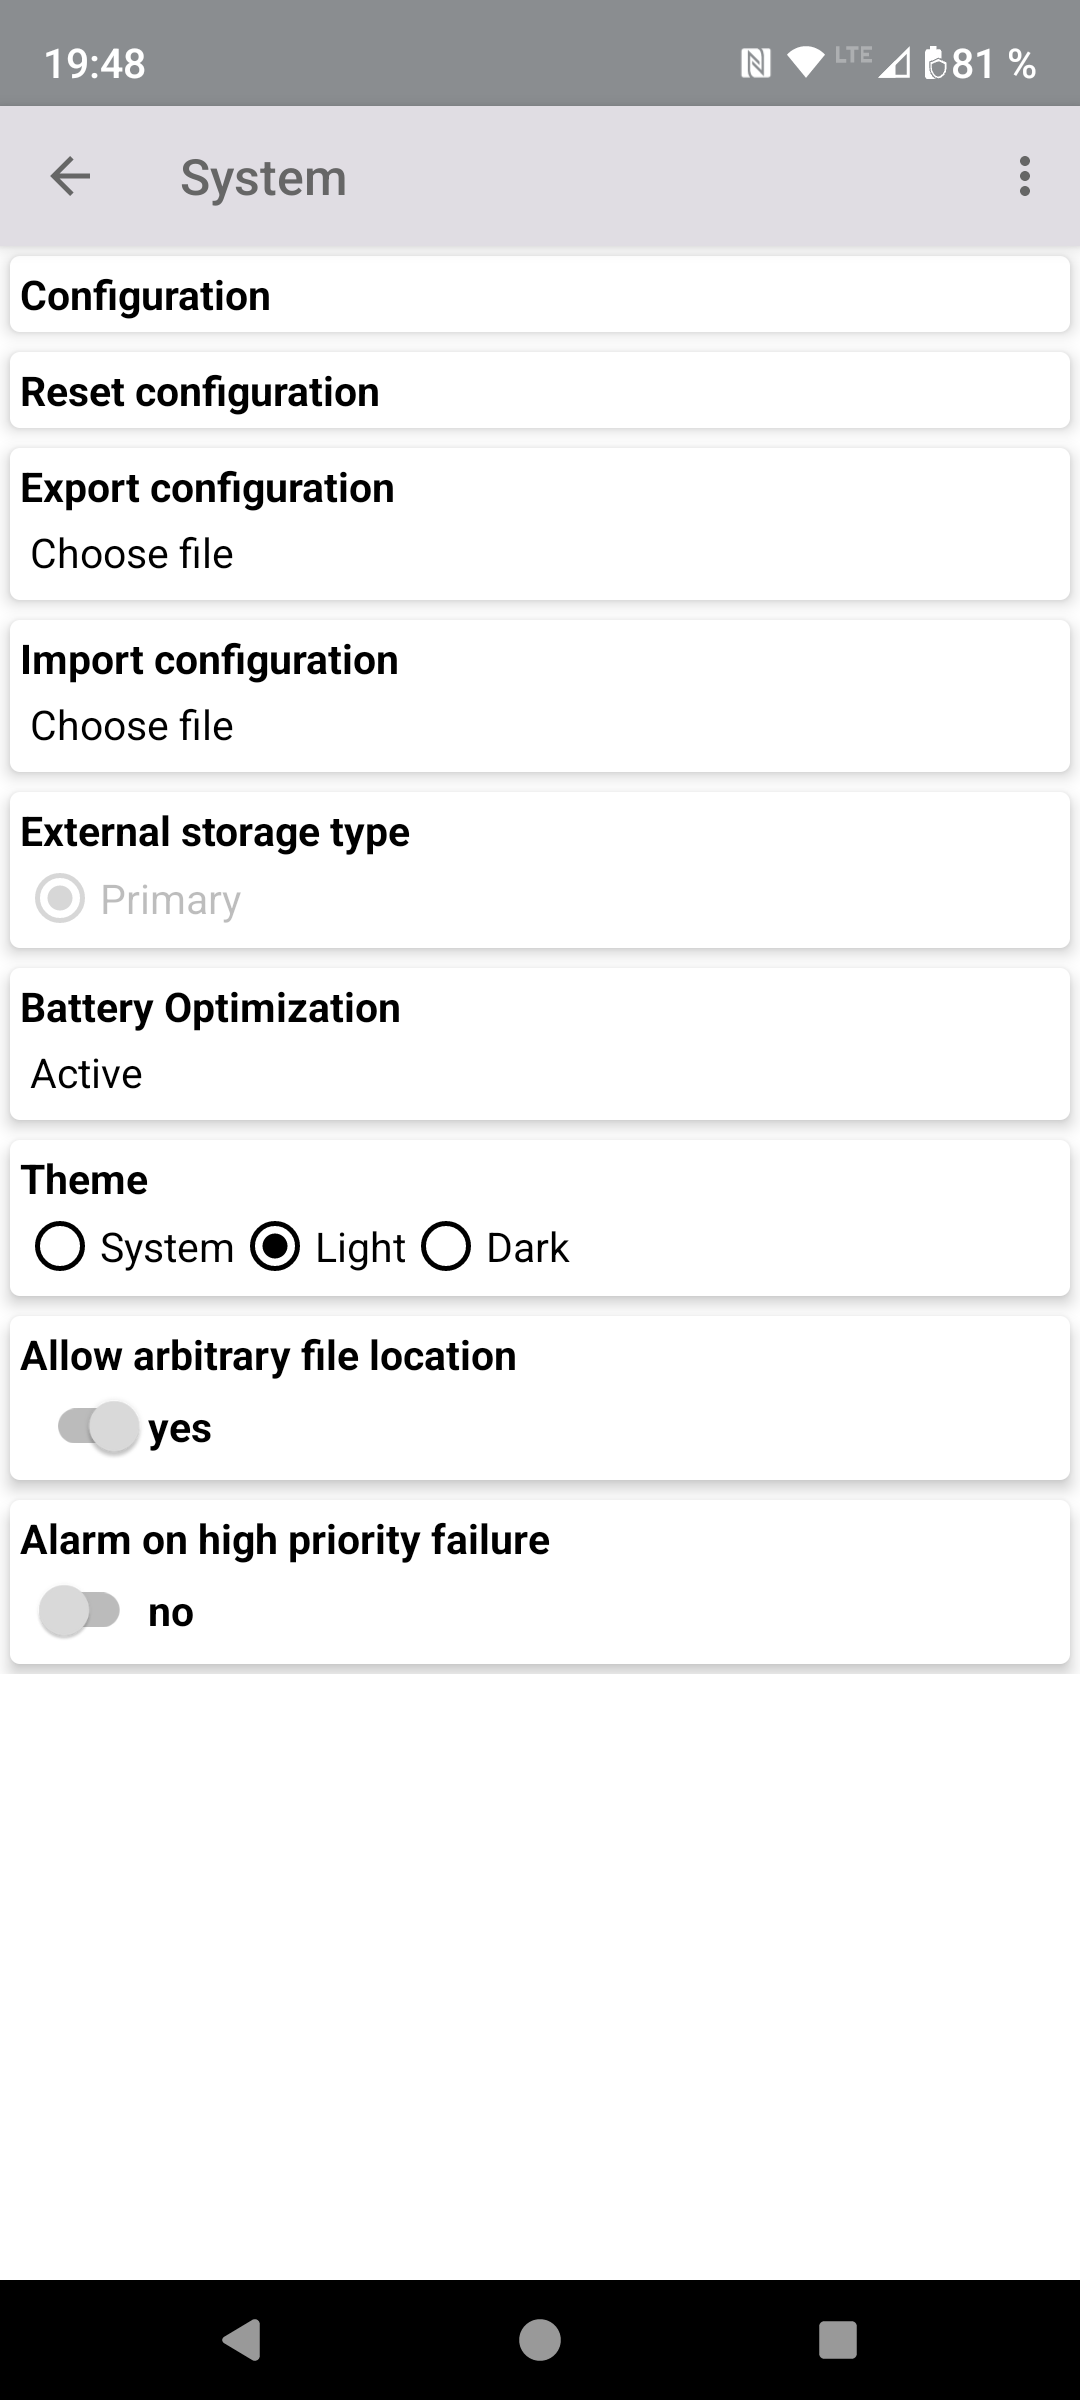 19:48 LTE 81 %
System
Configuration
Reset configuration
Export configuration
Choose file
Import configuration
Choose file
External storage type
Primary
Battery Optimization
Active
Theme
System Light Dark
Allow arbitrary file location
yes
Alarm on high priority failure
no